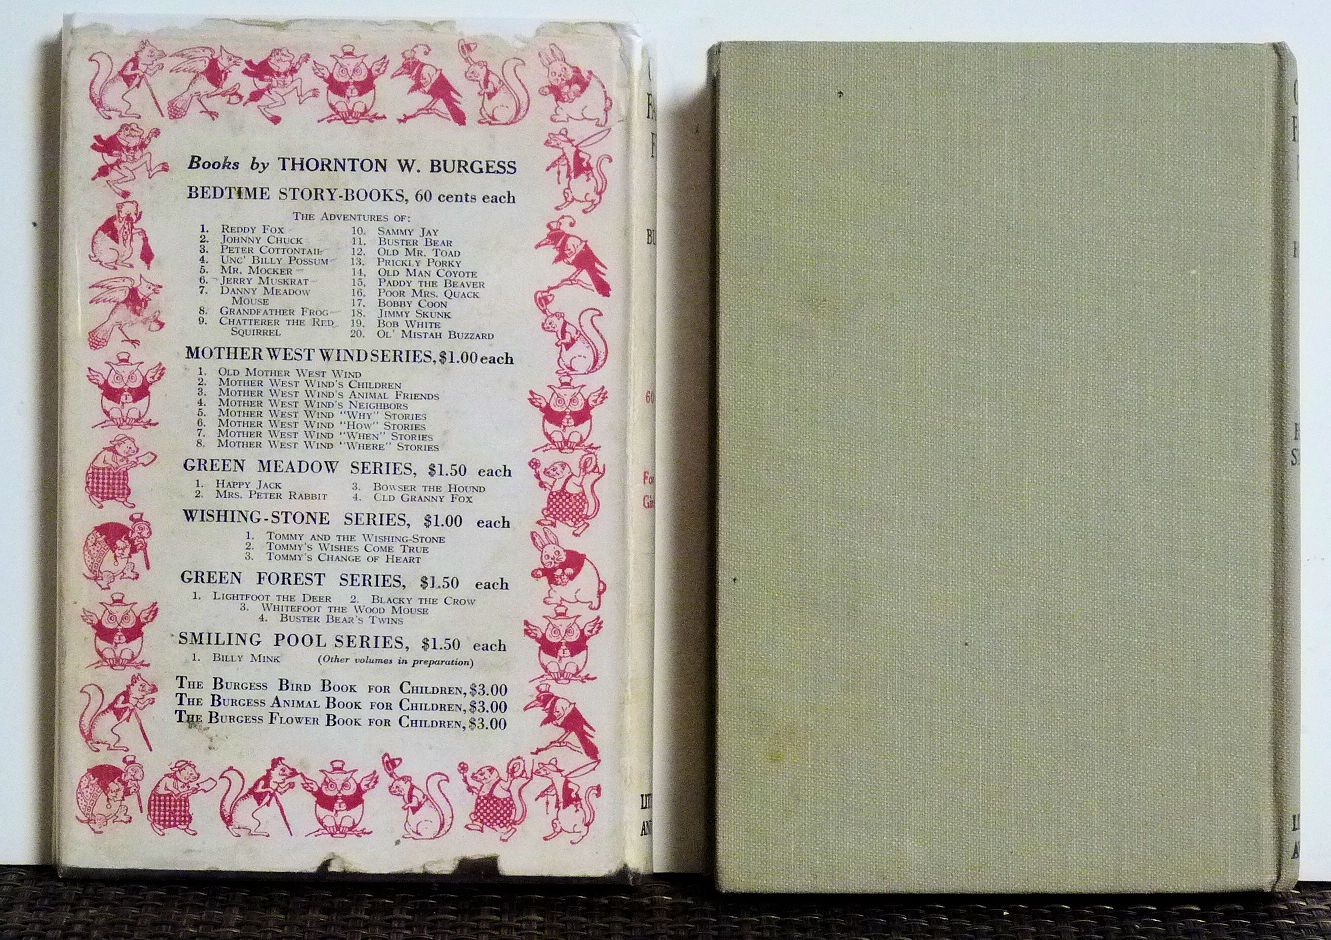 Books by THORNTON W. BURGESS
BEDTIME STORY-BOOKS, 60 cents each
THE ADVENTURES OF:
1. REDDY FOX
2. JOHNNY CHUCK
3. PETER COTTONTAIL
4. UNC' BILLY POSSUM
5. MR. MOCKER
6. JERRY MUSKRAT
7. DANNY MEADOW
MOUSE
8. GRANDFATHER FROG
9. CHATTERER THE RED
SQUIRREL
10. SAMMY JAY
11. BUSTER BEAR
12. OLD MR. TOAD
13. PRICKLY PORKY
14. OLD MAN COYOTE
15. PADDY THE BEAVER
16. POOR MRS. QUACK
17. BOBBY COON
18. JIMMY SKUNK
19. BOB WHITE
20. OL' MISTAH BUZZARD
MOTHER WEST WIND SERIES, $1.00 each
1. OLD MOTHER WEST WIND
2. MOTHER WEST WIND'S CHILDREN
3. MOTHER WEST WIND'S ANIMAL FRIENDS
4. MOTHER WEST WIND'S NEIGHBORS
5. MOTHER WEST WIND "WHY" STORIES
6. MOTHER WEST WIND "HOW" STORIES
7. MOTHER WEST WIND "WHEN" STORIES
8. MOTHER WEST WIND "WHERE" STORIES
GREEN MEADOW SERIES, $1.50 each
1. HAPPY JACK
2. MRS. PETER RABBIT
3. BOWSER THE HOUND
4. OLD GRANNY FOX
WISHING-STONE SERIES, $1.00 each
1. TOMMY AND THE WISHING-STONE
2. TOMMY'S WISHES COME TRUE
3. TOMMY'S CHANGE OF HEART
GREEN FOREST SERIES, $1.50 each
1. LIGHTFOOT THE DEER 2. BLACKY THE CROW
3. WHITEFOOT THE WOOD MOUSE
4. BUSTER BEAR'S TWINS
SMILING POOL SERIES, $1.50 each
1. BILLY MINK (Other volumes in preparation)
THE BURGESS BIRD BOOK FOR CHILDREN, $3.00
THE BURGESS ANIMAL BOOK FOR CHILDREN, $3.00
THE BURGESS FLOWER BOOK FOR CHILDREN, $3.00